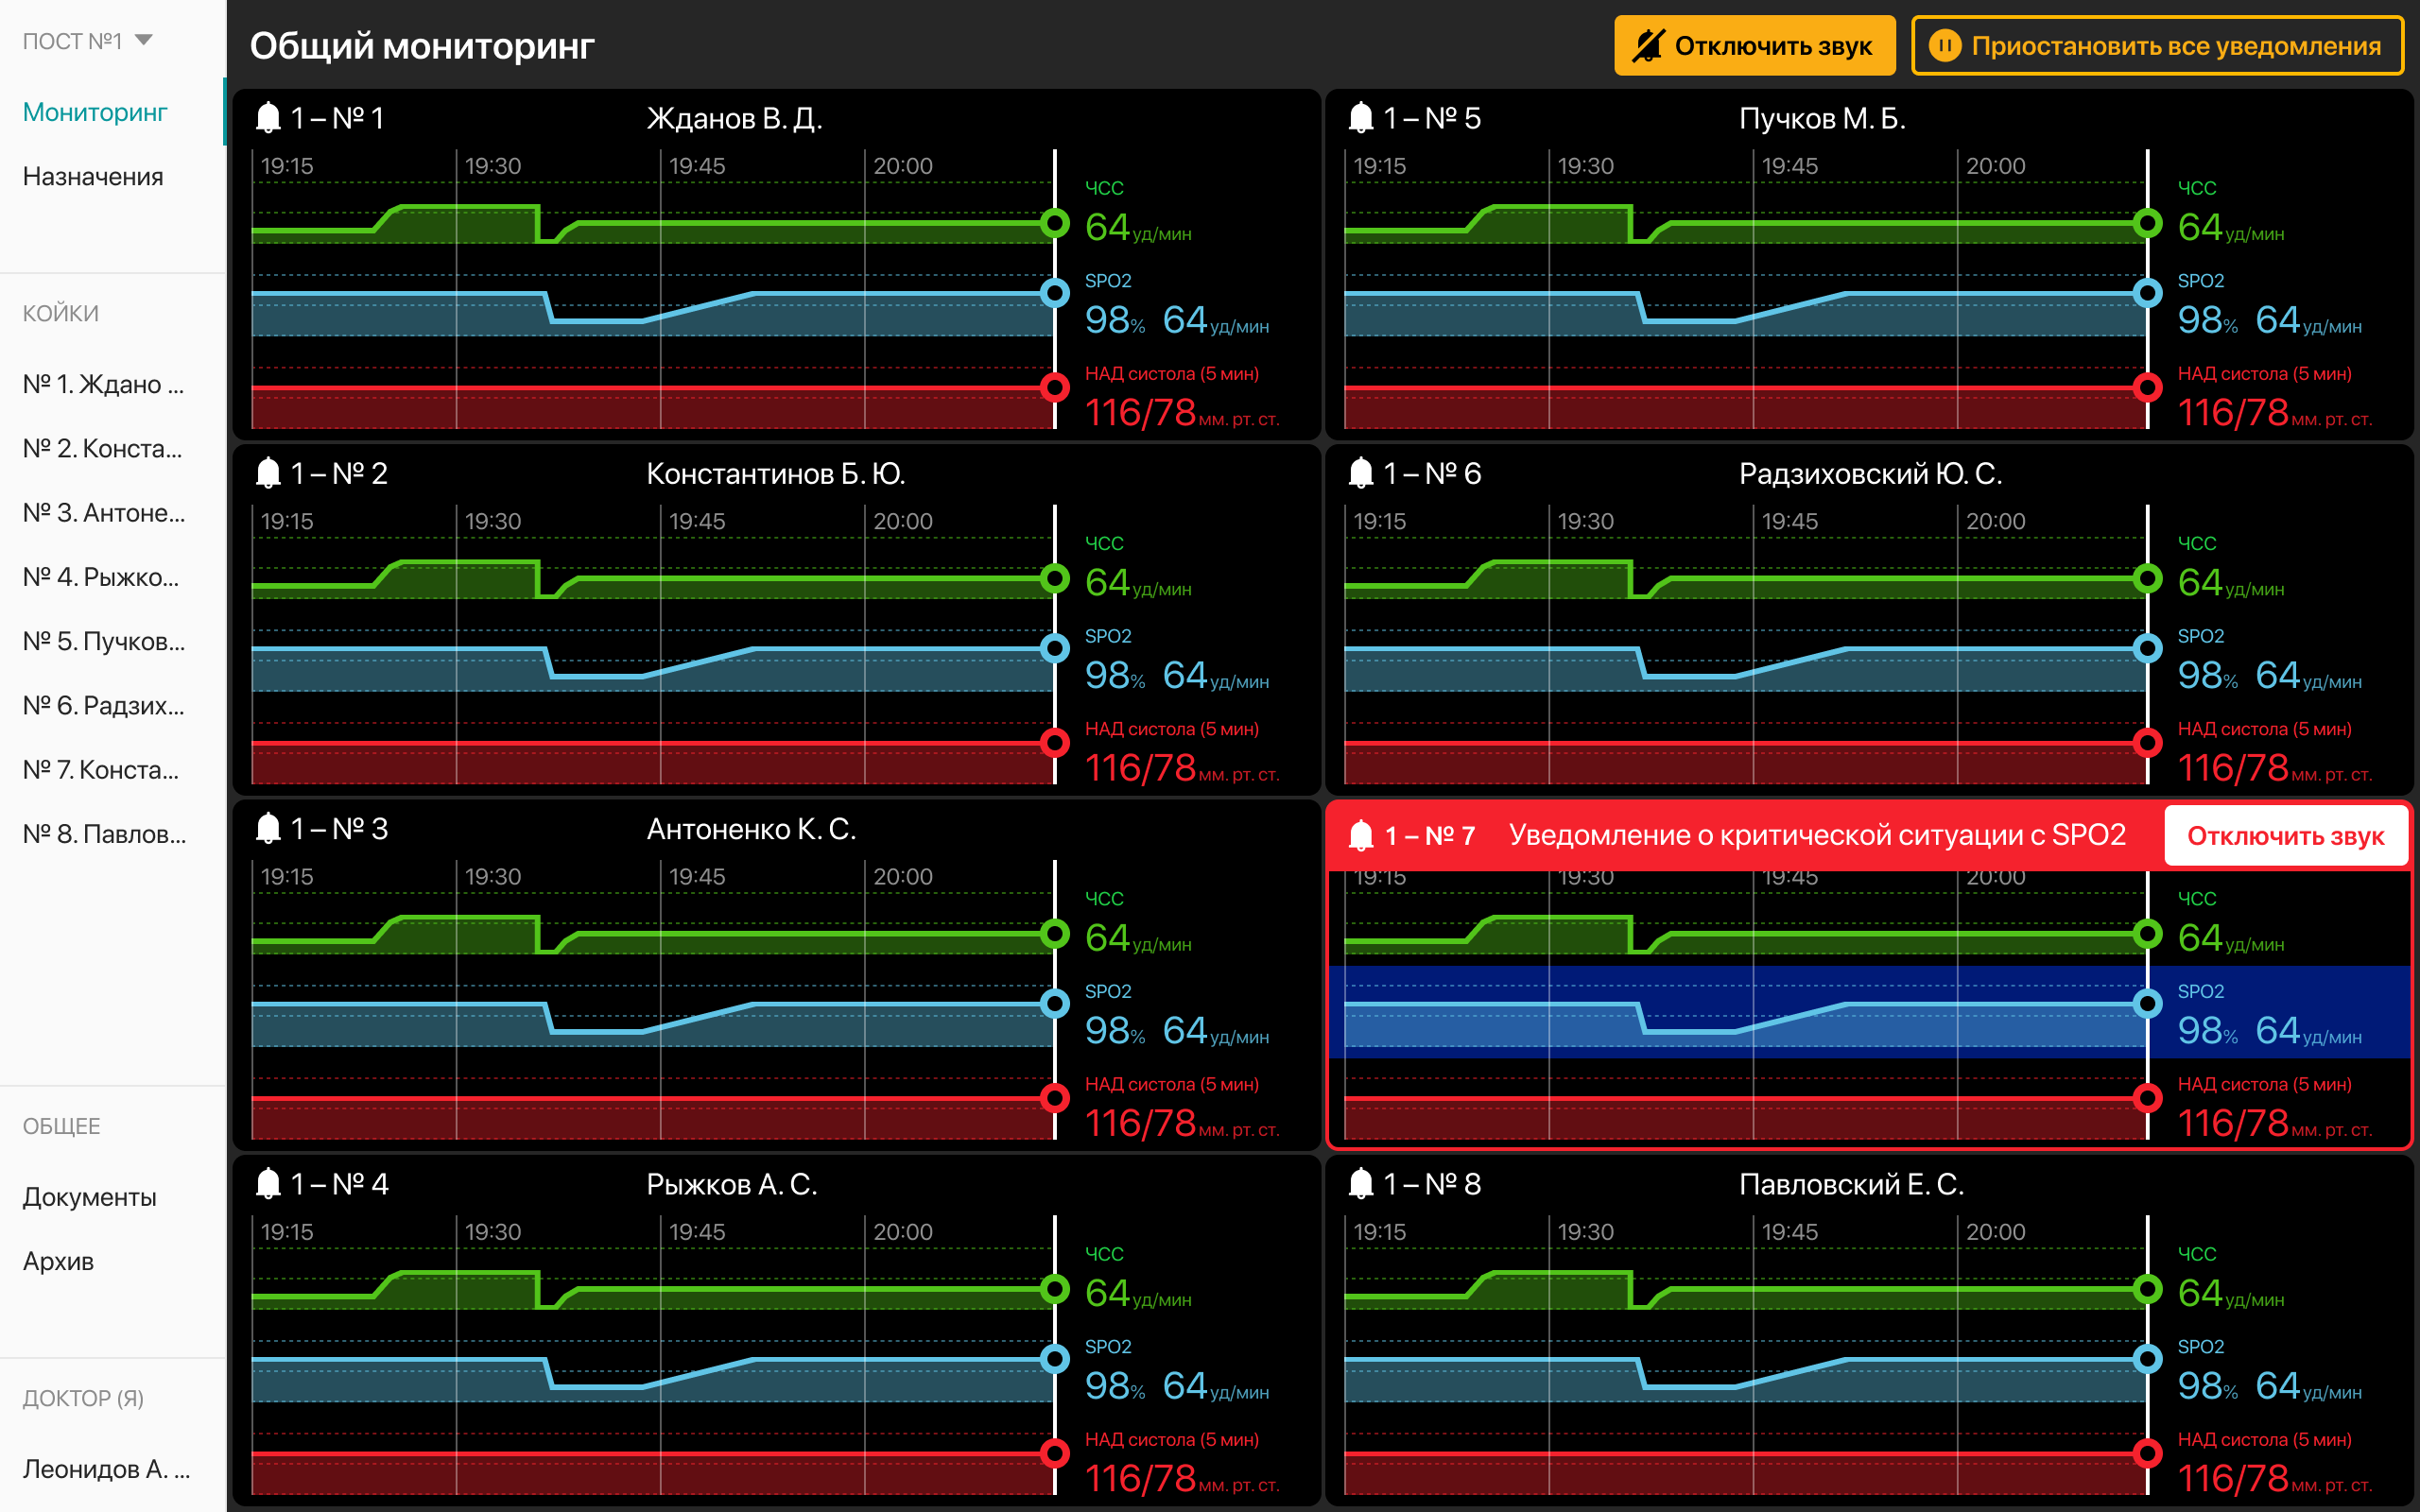 ПОСТ №1
Мониторинг
Назначения
КОЙКИ
№ 1. Ждано ...
№ 2. Конста...
№ 3. Антоне...
№ 4. Рыжко...
№ 5. Пучков...
№ 6. Радзих...
№ 7. Конста...
№ 8. Павлов...
ОБЩЕЕ
Документы
Архив
ДОКТОР (Я)
Леонидов А. ...
Общий мониторинг
Отключить звук
Приостановить все уведомления
1 – № 1 Жданов В. Д.
19:15 19:30 19:45 20:00
ЧСС
64 уд/мин
SPO2
98% 64 уд/мин
НАД систола (5 мин)
116/78 мм. рт. ст.
1 – № 2 Константинов Б. Ю.
19:15 19:30 19:45 20:00
ЧСС
64 уд/мин
SPO2
98% 64 уд/мин
НАД систола (5 мин)
116/78 мм. рт. ст.
1 – № 3 Антоненко К. С.
19:15 19:30 19:45 20:00
ЧСС
64 уд/мин
SPO2
98% 64 уд/мин
НАД систола (5 мин)
116/78 мм. рт. ст.
1 – № 4 Рыжков А. С.
19:15 19:30 19:45 20:00
ЧСС
64 уд/мин
SPO2
98% 64 уд/мин
НАД систола (5 мин)
116/78 мм. рт. ст.
1 – № 5 Пучков М. Б.
19:15 19:30 19:45 20:00
ЧСС
64 уд/мин
SPO2
98% 64 уд/мин
НАД систола (5 мин)
116/78 мм. рт. ст.
1 – № 6 Радзиховский Ю. С.
19:15 19:30 19:45 20:00
ЧСС
64 уд/мин
SPO2
98% 64 уд/мин
НАД систола (5 мин)
116/78 мм. рт. ст.
1 – № 7 Уведомление о критической ситуации с SPO2 Отключить звук
19:15 19:30 19:45 20:00
ЧСС
64 уд/мин
SPO2
98% 64 уд/мин
НАД систола (5 мин)
116/78 мм. рт. ст.
1 – № 8 Павловский Е. С.
19:15 19:30 19:45 20:00
ЧСС
64 уд/мин
SPO2
98% 64 уд/мин
НАД систола (5 мин)
116/78 мм. рт. ст.